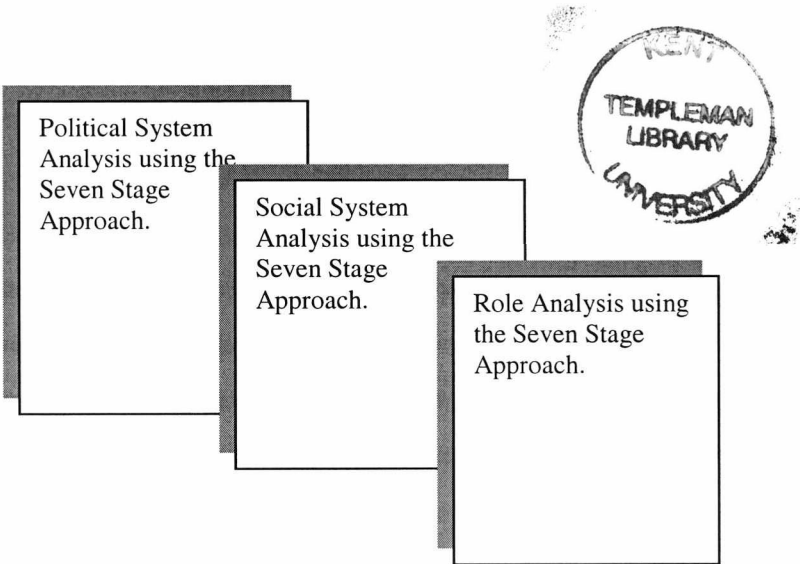 Political System
Analysis using the
Seven Stage
Approach.
Social System
Analysis using the
Seven Stage
Approach.
Role Analysis using
the Seven Stage
Approach.
KENT
TEMPLEMAN
LIBRARY
UNIVERSITY